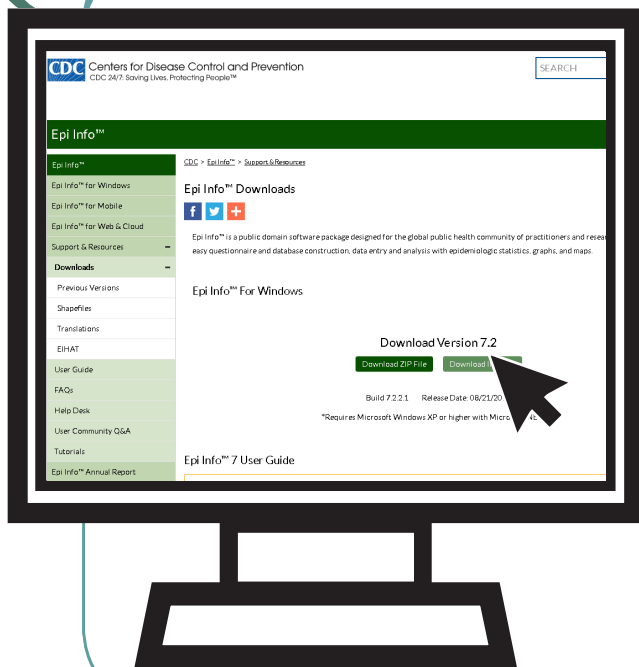 CDC Centers for Disease Control and Prevention
CDC 24/7: Saving Lives, Protecting People™
SEARCH
Epi Info™
Epi Info™
Epi Info™ for Windows
Epi Info™ for Mobile
Epi Info™ for Web & Cloud
Support & Resources –
Downloads –
Previous Versions
Shapefiles
Translations
EIHAT
User Guide
FAQs
Help Desk
User Community Q&A
Tutorials
Epi Info™ Annual Report
CDC > Epi Info™ > Support & Resources
Epi Info™ Downloads
Epi Info™ is a public domain software package designed for the global public health community of practitioners and
easy questionnaire and database construction, data entry and analysis with epidemiologic statistics, graphs, and maps.
Epi Info™ For Windows
Download Version 7.2
Download ZIP File
Download
Build 7.2.2.1 Release Date: 08/21/20
*Requires Microsoft Windows XP or higher with
Epi Info™ 7 User Guide